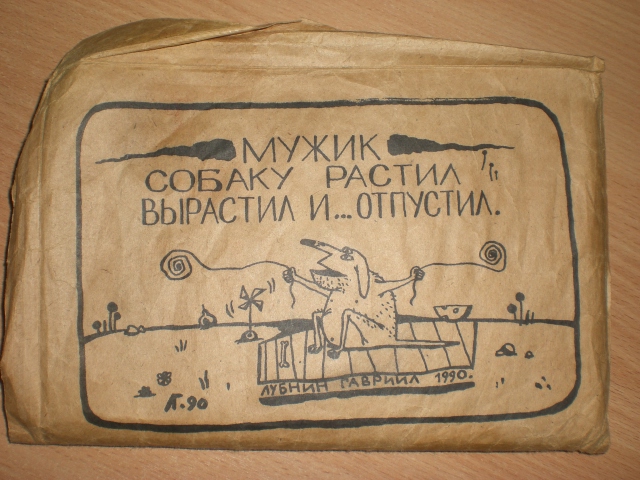 МУЖИК
СОБАКУ РАСТИЛ
ВЫРАСТИЛ И...ОТПУСТИЛ.
ЛУБНИН ГАВРИИЛ 1990.
Л.90